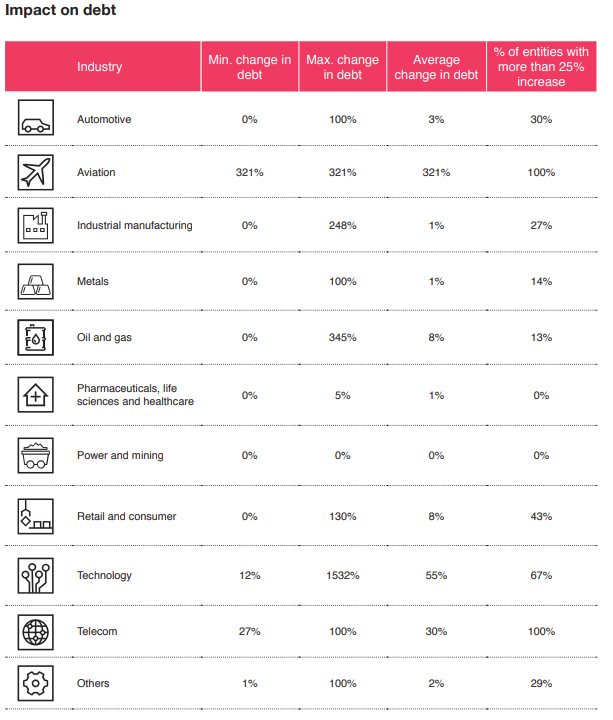 Impact on debt
Industry
Min. change in
debt
Max. change
in debt
Average
change in debt
% of entities with
more than 25%
increase
Automotive 0% 100% 3% 30%
Aviation 321% 321% 321% 100%
Industrial manufacturing 0% 248% 1% 27%
Metals 0% 100% 1% 14%
Oil and gas 0% 345% 8% 13%
Pharmaceuticals, life
sciences and healthcare 0% 5% 1% 0%
Power and mining 0% 0% 0% 0%
Retail and consumer 0% 130% 8% 43%
Technology 12% 1532% 55% 67%
Telecom 27% 100% 30% 100%
Others 1% 100% 2% 29%